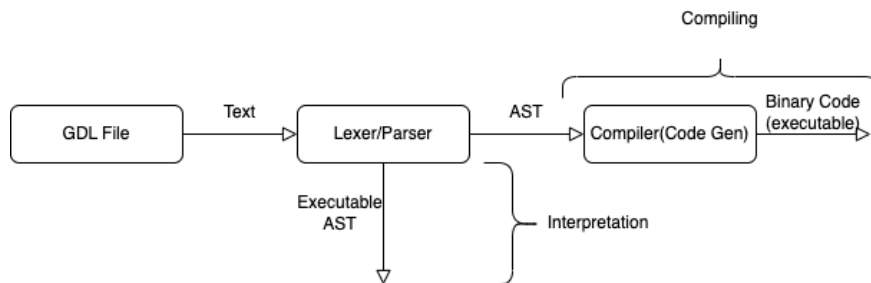 Compiling
GDL File
Text
Lexer/Parser
AST
Compiler(Code Gen)
Binary Code
(executable)
Executable
AST
Interpretation